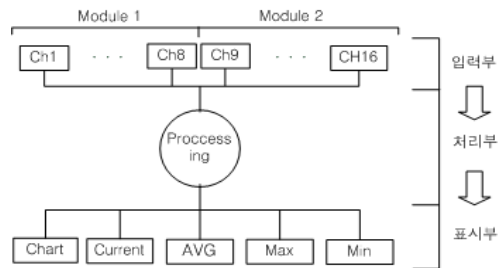 Module 1 Module 2
Ch1 · · · Ch8 Ch9 · · · CH16
입력부
Proccess
ing
처리부
표시부
Chart Current AVG Max Min